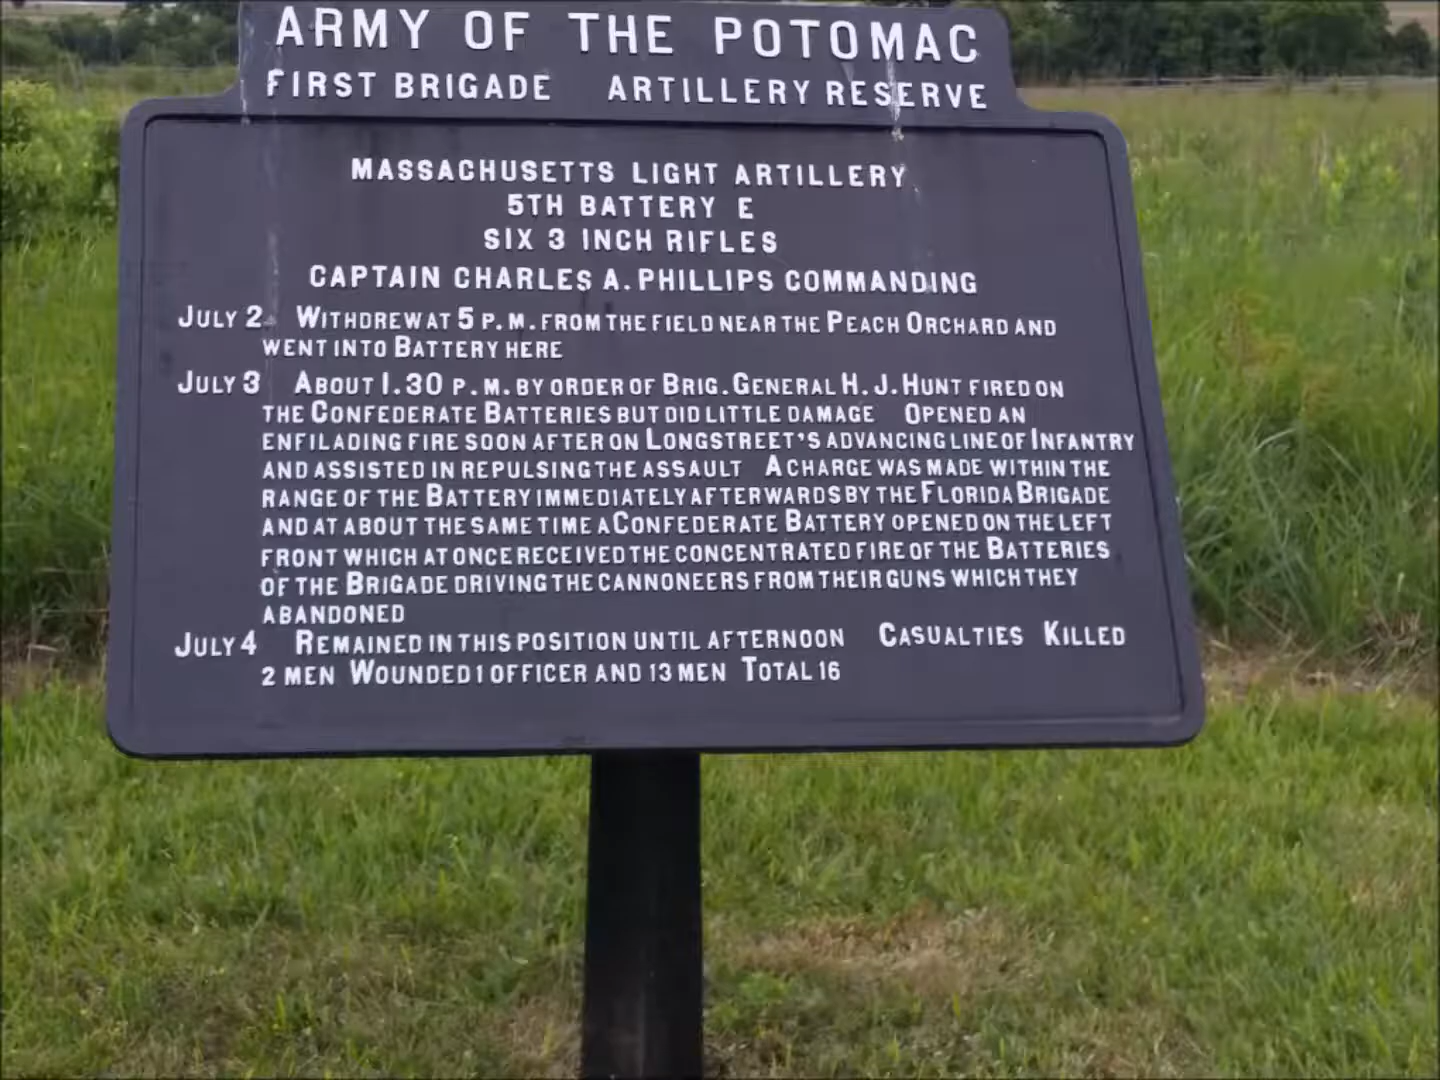 ARMY OF THE POTOMAC
FIRST BRIGADE ARTILLERY RESERVE
MASSACHUSETTS LIGHT ARTILLERY
5TH BATTERY E
SIX 3 INCH RIFLES
CAPTAIN CHARLES A. PHILLIPS COMMANDING
JULY 2 WITHDREW AT 5 P.M. FROM THE FIELD NEAR THE PEACH ORCHARD AND
WENT INTO BATTERY HERE
JULY 3 ABOUT 1.30 P.M. BY ORDER OF BRIG. GENERAL H. J. HUNT FIRED ON
THE CONFEDERATE BATTERIES BUT DID LITTLE DAMAGE OPENED AN
ENFILADING FIRE SOON AFTER ON LONGSTREET'S ADVANCING LINE OF INFANTRY
AND ASSISTED IN REPULSING THE ASSAULT A CHARGE WAS MADE WITHIN THE
RANGE OF THE BATTERY IMMEDIATELY AFTERWARDS BY THE FLORIDA BRIGADE
AND AT ABOUT THE SAME TIME A CONFEDERATE BATTERY OPENED ON THE LEFT
FRONT WHICH AT ONCE RECEIVED THE CONCENTRATED FIRE OF THE BATTERIES
OF THE BRIGADE DRIVING THE CANNONEERS FROM THEIR GUNS WHICH THEY
ABANDONED
JULY 4 REMAINED IN THIS POSITION UNTIL AFTERNOON CASUALTIES KILLED
2 MEN WOUNDED 1 OFFICER AND 13 MEN TOTAL 16